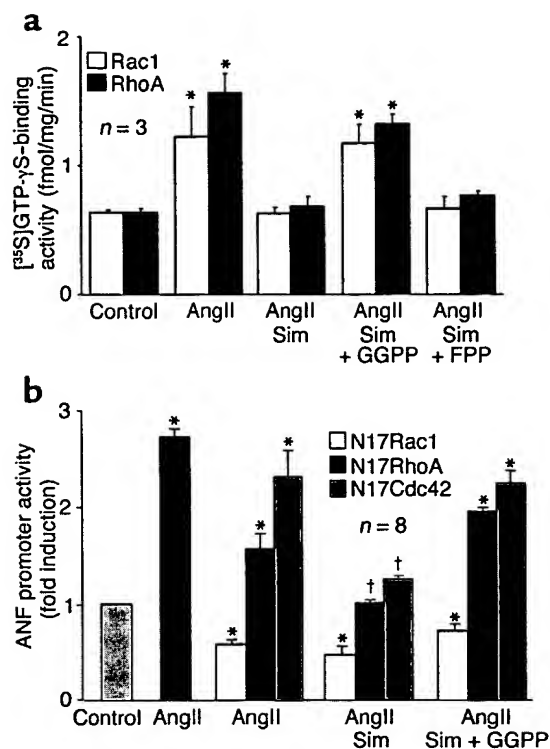 a
[35S]GTP-γS–binding
activity (fmol/mg/min)
2
1
0
Rac1
RhoA
n = 3
* * * *
Control AngII AngII AngII AngII
Sim Sim Sim
+ GGPP + FPP
b
ANF promoter activity
(fold induction)
3
2
1
0
N17Rac1
N17RhoA
N17Cdc42
n = 8
* * * * * † † * * *
Control AngII AngII AngII AngII
Sim Sim + GGPP